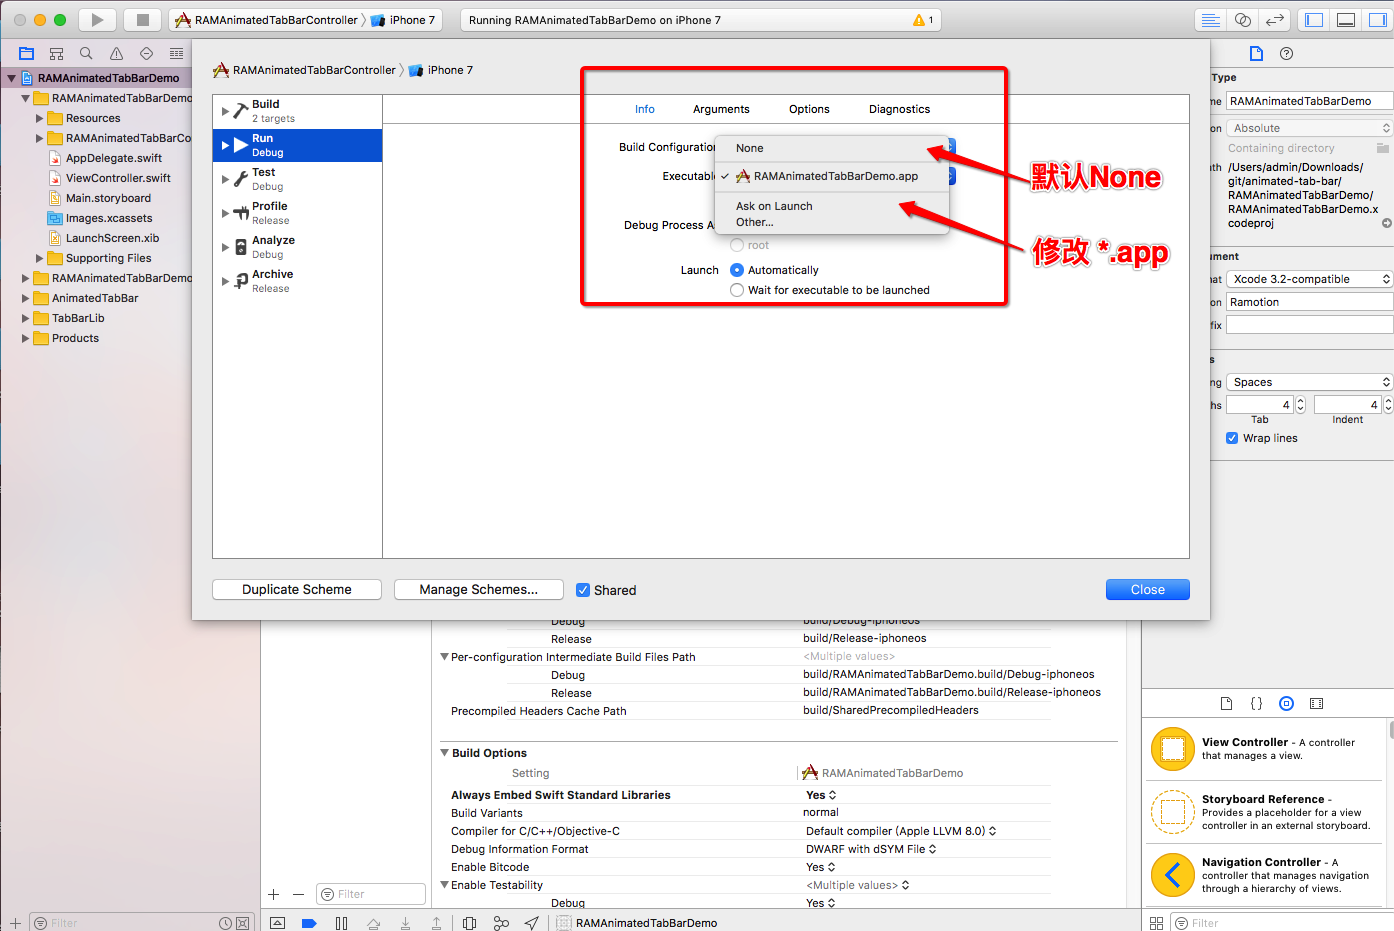 RAMAnimatedTabBarController
iPhone 7
Running RAMAnimatedTabBarDemo on iPhone 7
1
RAMAnimatedTabBarDemo
RAMAnimatedTabBarDemo
Resources
RAMAnimatedTabBarCo
AppDelegate.swift
ViewController.swift
Main.storyboard
Images.xcassets
LaunchScreen.xib
Supporting Files
RAMAnimatedTabBarDemo
AnimatedTabBar
TabBarLib
Products
Filter
RAMAnimatedTabBarController
iPhone 7
Build
2 targets
Run
Debug
Test
Debug
Profile
Release
Analyze
Debug
Archive
Release
Info
Arguments
Options
Diagnostics
Build Configuration
None
Executable
RAMAnimatedTabBarDemo.app
Ask on Launch
Other...
Debug Process A
root
Launch
Automatically
Wait for executable to be launched
默认None
修改 *.app
Duplicate Scheme
Manage Schemes...
Shared
Close
Debug
build/Debug-iphoneos
Release
build/Release-iphoneos
Per-configuration Intermediate Build Files Path
<Multiple values>
Debug
build/RAMAnimatedTabBarDemo.build/Debug-iphoneos
Release
build/RAMAnimatedTabBarDemo.build/Release-iphoneos
Precompiled Headers Cache Path
build/SharedPrecompiledHeaders
Build Options
Setting
RAMAnimatedTabBarDemo
Always Embed Swift Standard Libraries
Yes
Build Variants
normal
Compiler for C/C++/Objective-C
Default compiler (Apple LLVM 8.0)
Debug Information Format
DWARF with dSYM File
Enable Bitcode
Yes
Enable Testability
<Multiple values>
Debug
Yes
Filter
RAMAnimatedTabBarDemo
Type
me
RAMAnimatedTabBarDemo
on
Absolute
Containing directory
th
/Users/admin/Downloads/
git/animated-tab-bar/
RAMAnimatedTabBarDemo/
RAMAnimatedTabBarDemo.x
codeproj
ument
nat
Xcode 3.2-compatible
on
Ramotion
fix
s
ng
Spaces
hs
4
4
Tab
Indent
Wrap lines
View Controller - A controller
that manages a view.
Storyboard Reference -
Provides a placeholder for a view
controller in an external storyboard.
Navigation Controller - A
controller that manages navigation
through a hierarchy of views.
Filter